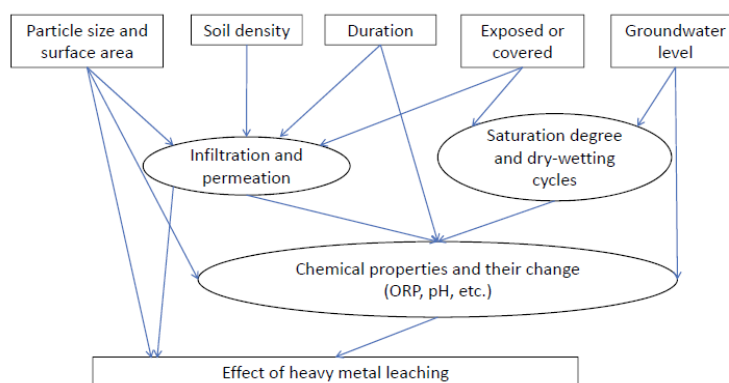 Particle size and
surface area
Soil density
Duration
Exposed or
covered
Groundwater
level
Infiltration and
permeation
Saturation degree
and dry-wetting
cycles
Chemical properties and their change
(ORP, pH, etc.)
Effect of heavy metal leaching